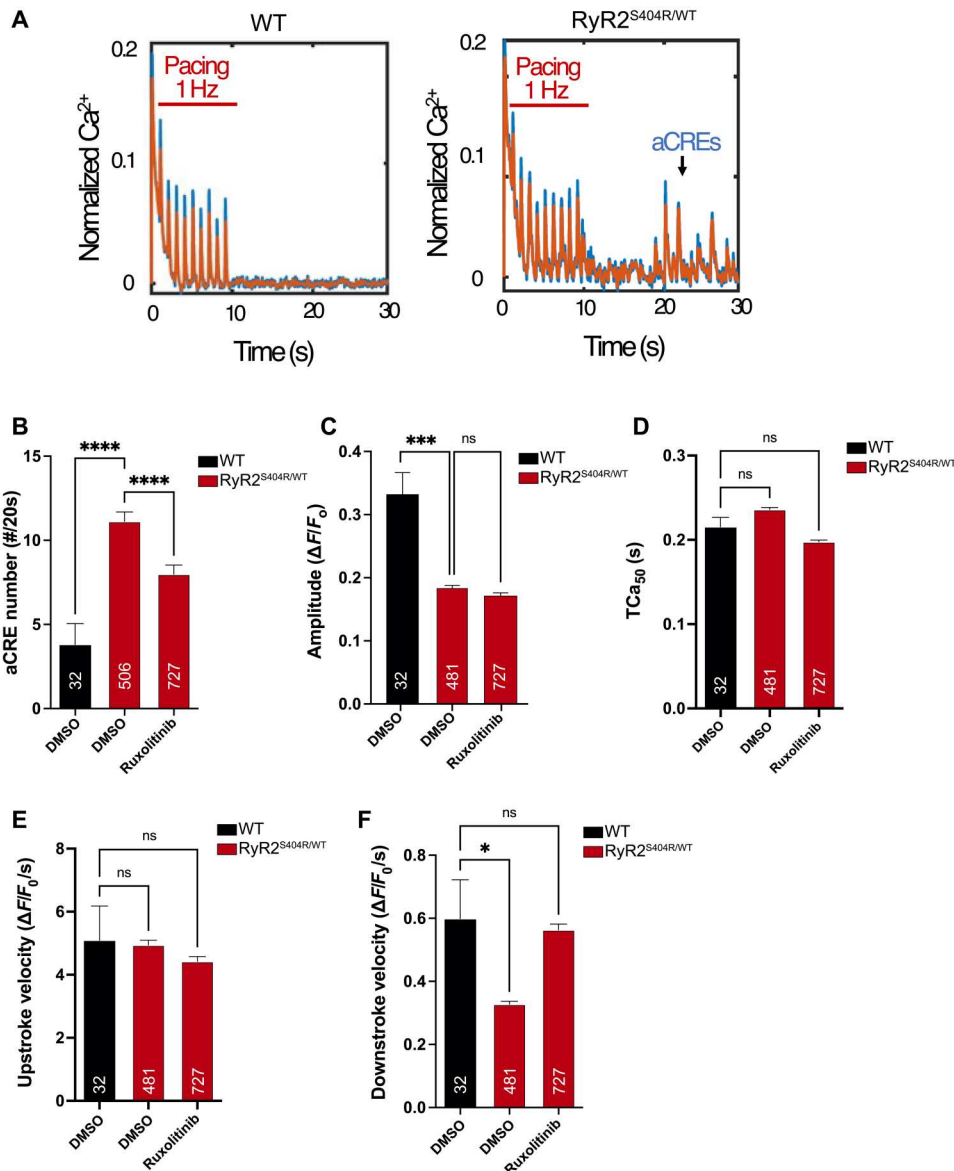 A
WT
RyR2S404R/WT
Normalized Ca2+
0.2
0.1
0
Pacing
1 Hz
0
10
20
30
Time (s)
Normalized Ca2+
0.2
0.1
0
Pacing
1 Hz
aCREs
0
10
20
30
Time (s)
B
WT
RyR2S404R/WT
aCRE number (#/20s)
15
10
5
0
****
****
32
506
727
DMSO
DMSO
Ruxolitinib
C
WT
RyR2S404R/WT
Amplitude (ΔF/Fo)
0.4
0.3
0.2
0.1
0.0
***
ns
32
481
727
DMSO
DMSO
Ruxolitinib
D
WT
RyR2S404R/WT
TCa50 (s)
0.3
0.2
0.1
0.0
ns
ns
32
481
727
DMSO
DMSO
Ruxolitinib
E
WT
RyR2S404R/WT
Upstroke velocity (ΔF/F0/s)
8
6
4
2
0
ns
ns
32
481
727
DMSO
DMSO
Ruxolitinib
F
WT
RyR2S404R/WT
Downstroke velocity (ΔF/F0/s)
0.8
0.6
0.4
0.2
0.0
ns
*
32
481
727
DMSO
DMSO
Ruxolitinib